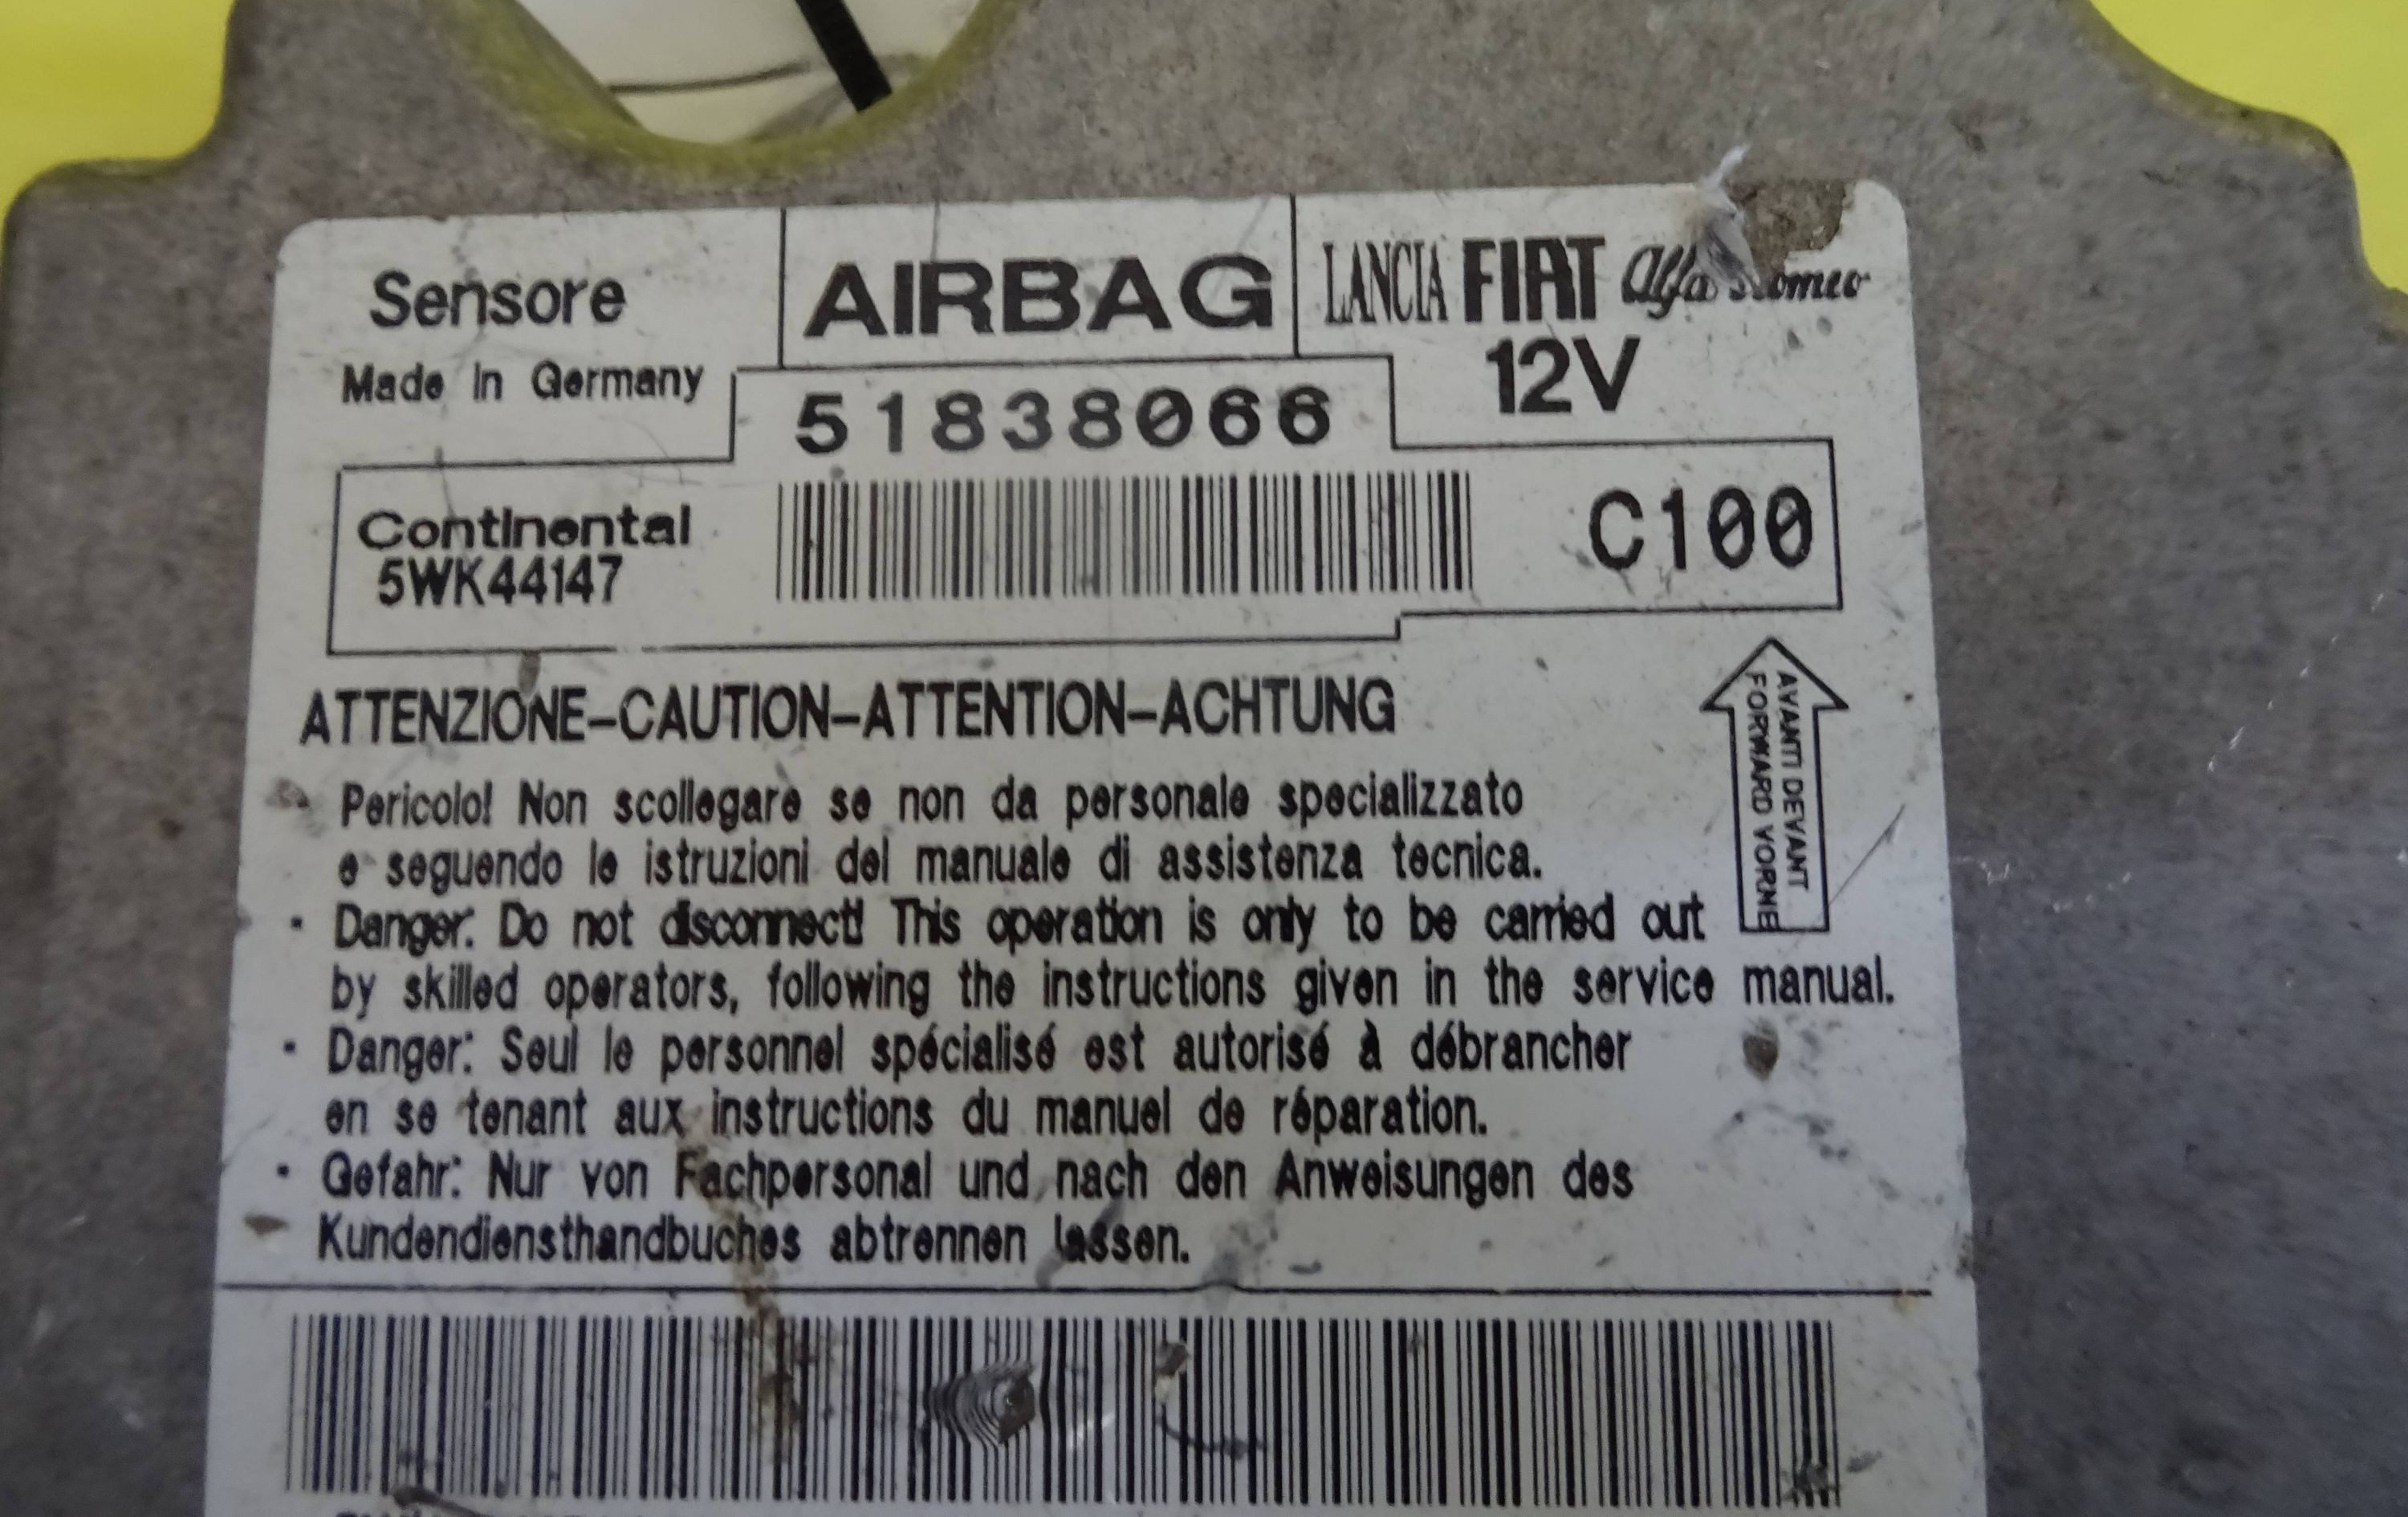 Sensore
AIRBAG
LANCIA FIAT Alfa Romeo
Made In Germany
12V
51838066
Continental
5WK44147
C100
ATTENZIONE-CAUTION-ATTENTION-ACHTUNG
AVANTI DEVANT
FORWARD VORNE
· Pericolo! Non scollegare se non da personale specializzato
e seguendo le istruzioni del manuale di assistenza tecnica.
· Danger: Do not disconnect! This operation is only to be carried out
by skilled operators, following the instructions given in the service manual.
· Danger: Seul le personnel spécialisé est autorisé à débrancher
en se tenant aux instructions du manuel de réparation.
· Gefahr: Nur von Fachpersonal und nach den Anweisungen des
Kundendiensthandbuches abtrennen lassen.